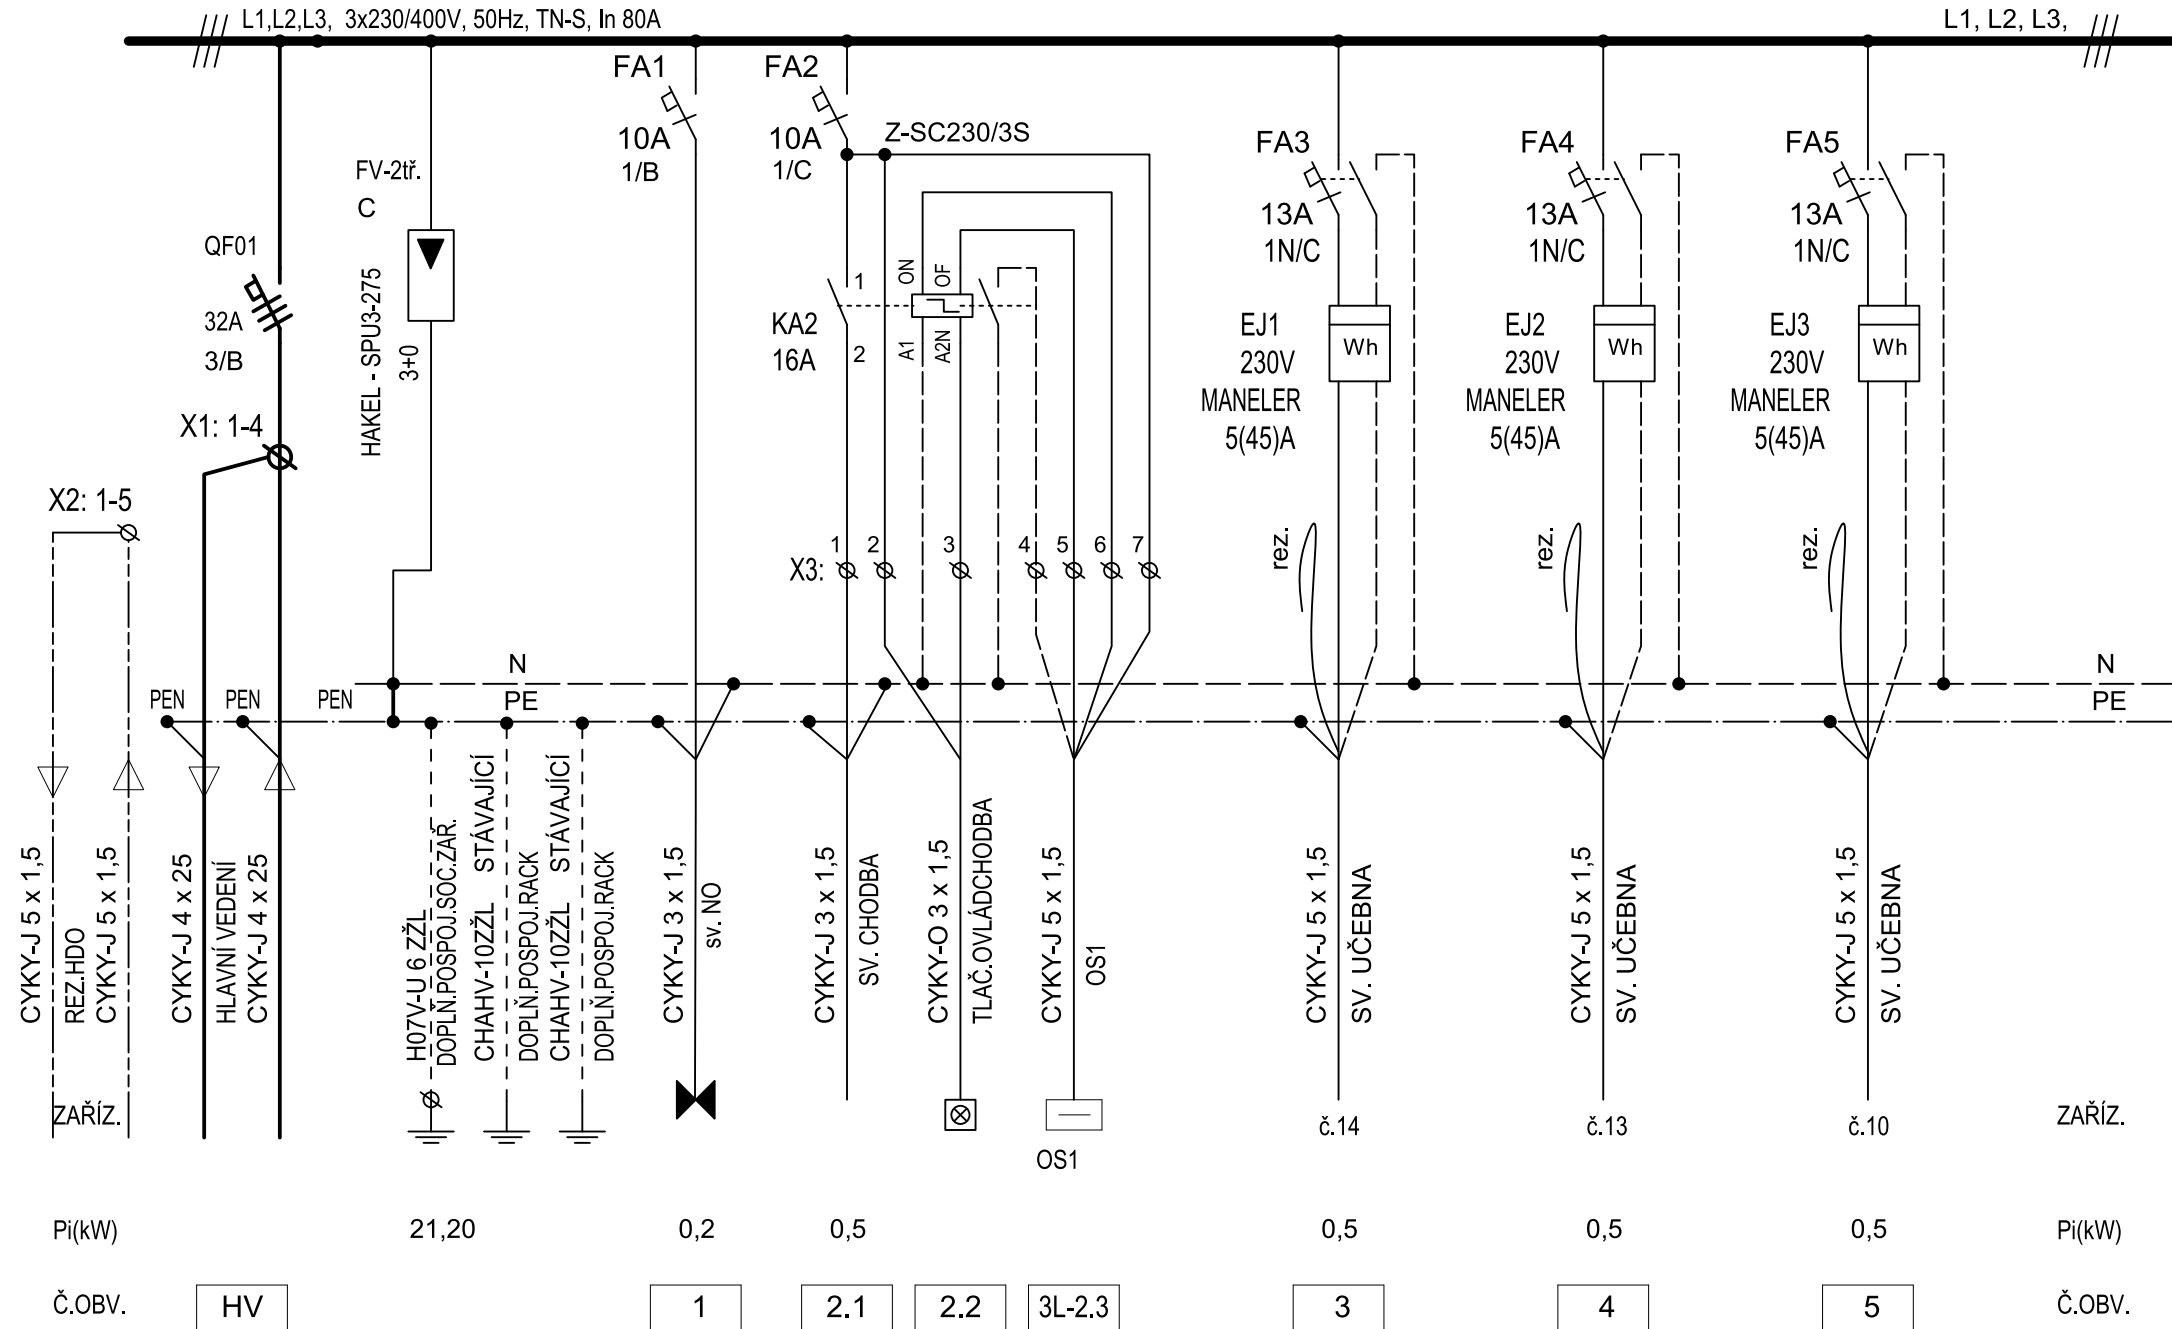 L1,L2,L3, 3x230/400V, 50Hz, TN-S, In 80A
L1, L2, L3,
FA1
10A
1/B
FA2
10A
1/C
Z-SC230/3S
FA3
13A
1N/C
FA4
13A
1N/C
FA5
13A
1N/C
FV-2tř.
C
QF01
32A
3/B
HAKEL - SPU3-275
3+0
KA2
16A
1
2
ON
OF
A1
A2N
EJ1
230V
MANELER
5(45)A
Wh
EJ2
230V
MANELER
5(45)A
Wh
EJ3
230V
MANELER
5(45)A
Wh
X1: 1-4
X2: 1-5
X3:
1
2
3
4
5
6
7
rez.
rez.
rez.
N
PE
N
PE
PEN
PEN
PEN
CYKY-J 5 x 1,5
REZ.HDO
CYKY-J 5 x 1,5
CYKY-J 4 x 25
HLAVNÍ VEDENÍ
CYKY-J 4 x 25
H07V-U 6 ZŽL
DOPLŇ.POSPOJ.SOC.ZAŘ.
CHAHV-10ZŽL STÁVAJÍCÍ
DOPLŇ.POSPOJ.RACK
CHAHV-10ZŽL STÁVAJÍCÍ
DOPLŇ.POSPOJ.RACK
CYKY-J 3 x 1,5
sv. NO
CYKY-J 3 x 1,5
SV. CHODBA
CYKY-O 3 x 1,5
TLAČ.OVLÁDCHODBA
CYKY-J 5 x 1,5
OS1
CYKY-J 5 x 1,5
SV. UČEBNA
CYKY-J 5 x 1,5
SV. UČEBNA
CYKY-J 5 x 1,5
SV. UČEBNA
ZAŘÍZ.
OS1
č.14
č.13
č.10
ZAŘÍZ.
Pi(kW)
21,20
0,2
0,5
0,5
0,5
0,5
Pi(kW)
Č.OBV.
HV
1
2.1
2.2
3L-2.3
3
4
5
Č.OBV.